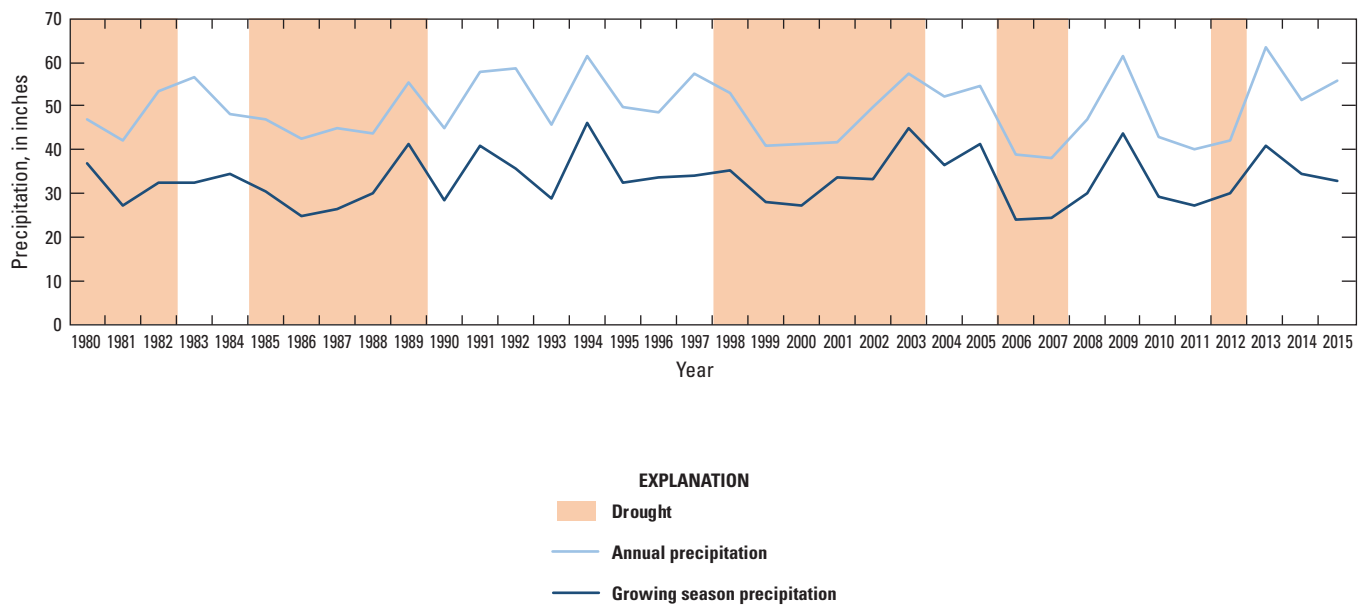 70
60
50
40
30
20
10
0
Precipitation, in inches
1980 1981 1982 1983 1984 1985 1986 1987 1988 1989 1990 1991 1992 1993 1994 1995 1996 1997 1998 1999 2000 2001 2002 2003 2004 2005 2006 2007 2008 2009 2010 2011 2012 2013 2014 2015
Year
EXPLANATION
Drought
Annual precipitation
Growing season precipitation